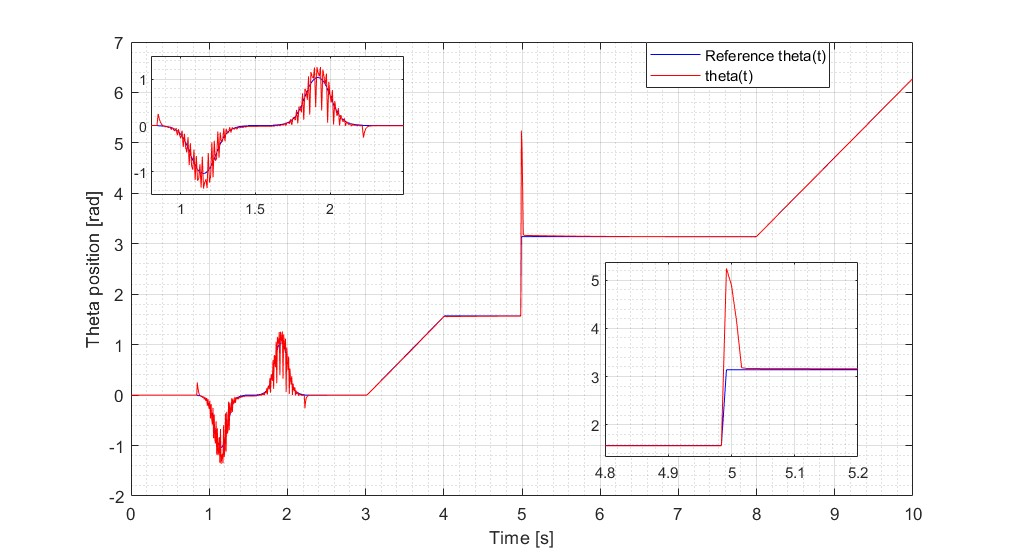 7
6
5
4
3
2
1
0
-1
-2
Theta position [rad]
0 1 2 3 4 5 6 7 8 9 10
Time [s]
1
0
-1
1 1.5 2
Reference theta(t)
theta(t)
5
4
3
2
4.8 4.9 5 5.1 5.2